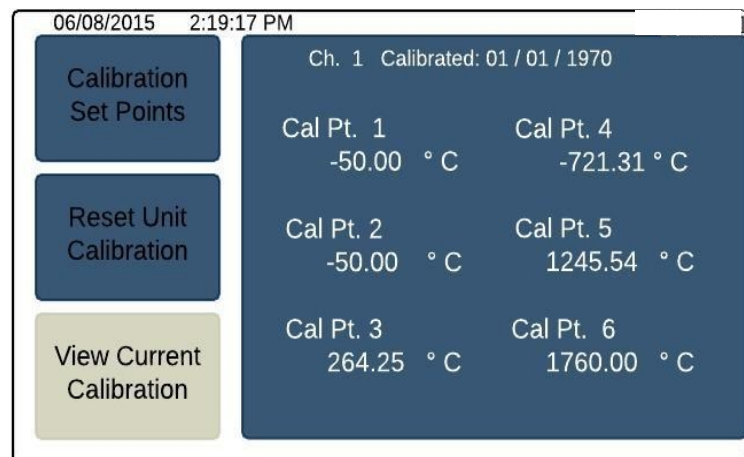 06/08/2015 2:19:17 PM
Calibration
Set Points
Reset Unit
Calibration
View Current
Calibration
Ch. 1 Calibrated: 01 / 01 / 1970
Cal Pt. 1
-50.00 ° C
Cal Pt. 2
-50.00 ° C
Cal Pt. 3
264.25 ° C
Cal Pt. 4
-721.31 ° C
Cal Pt. 5
1245.54 ° C
Cal Pt. 6
1760.00 ° C